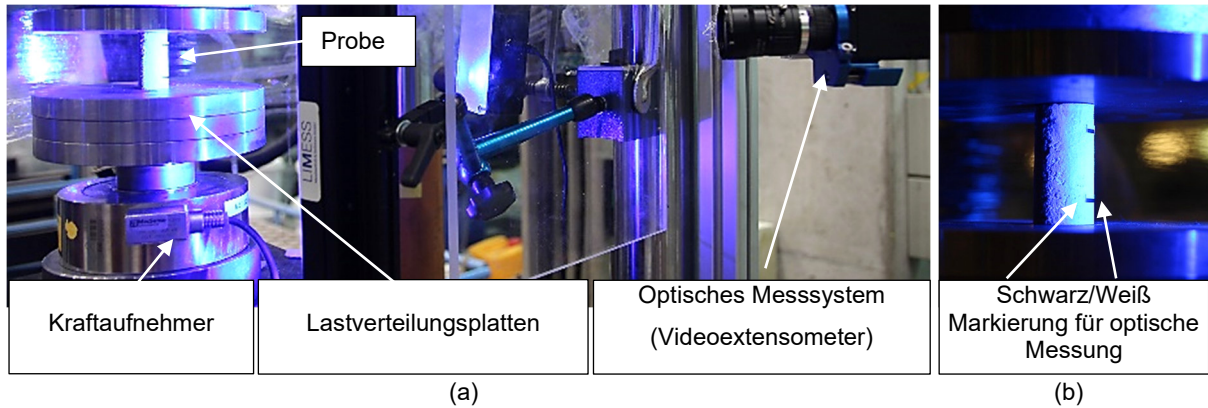 Probe
LIMESS
Kraftaufnehmer
Lastverteilungsplatten
Optisches Messsystem
(Videoextensometer)
Schwarz/Weiß
Markierung für optische
Messung
(a)
(b)